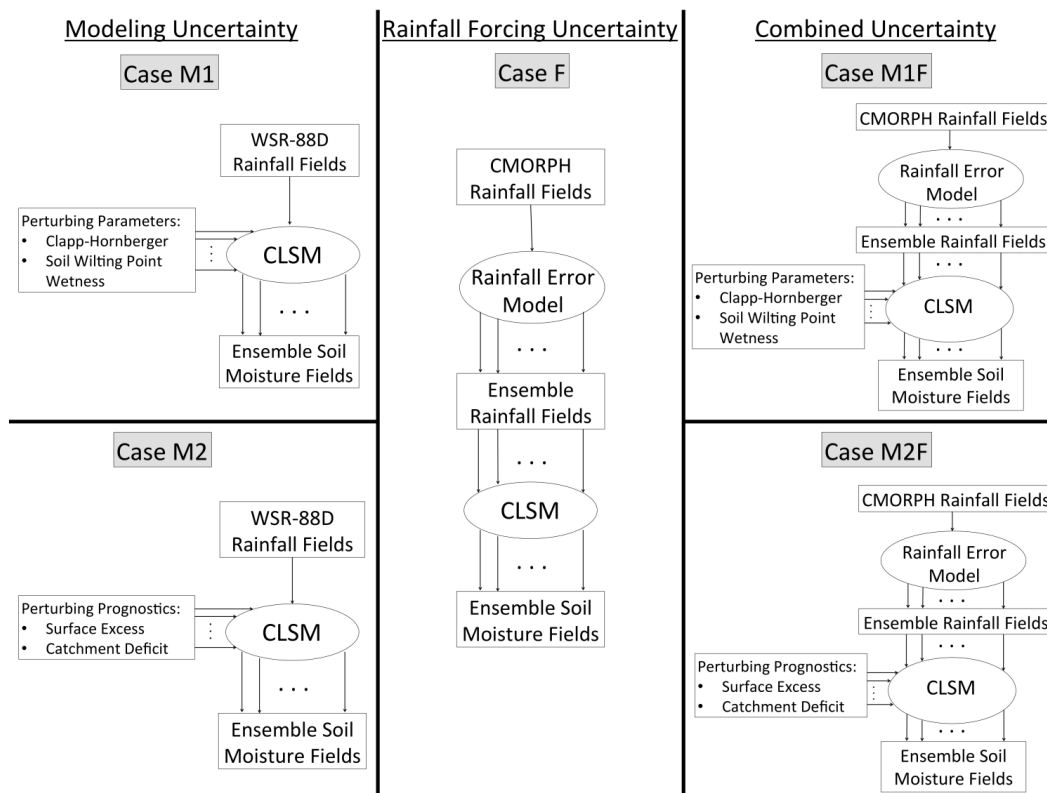 Modeling Uncertainty
Case M1
WSR-88D
Rainfall Fields
Perturbing Parameters:
• Clapp-Hornberger
• Soil Wilting Point
Wetness
CLSM
Ensemble Soil
Moisture Fields
Case M2
WSR-88D
Rainfall Fields
Perturbing Prognostics:
• Surface Excess
• Catchment Deficit
CLSM
Ensemble Soil
Moisture Fields
Rainfall Forcing Uncertainty
Case F
CMORPH
Rainfall Fields
Rainfall Error
Model
Ensemble
Rainfall Fields
CLSM
Ensemble Soil
Moisture Fields
Combined Uncertainty
Case M1F
CMORPH Rainfall Fields
Rainfall Error
Model
Ensemble Rainfall Fields
Perturbing Parameters:
• Clapp-Hornberger
• Soil Wilting Point
Wetness
CLSM
Ensemble Soil
Moisture Fields
Case M2F
CMORPH Rainfall Fields
Rainfall Error
Model
Ensemble Rainfall Fields
Perturbing Prognostics:
• Surface Excess
• Catchment Deficit
CLSM
Ensemble Soil
Moisture Fields